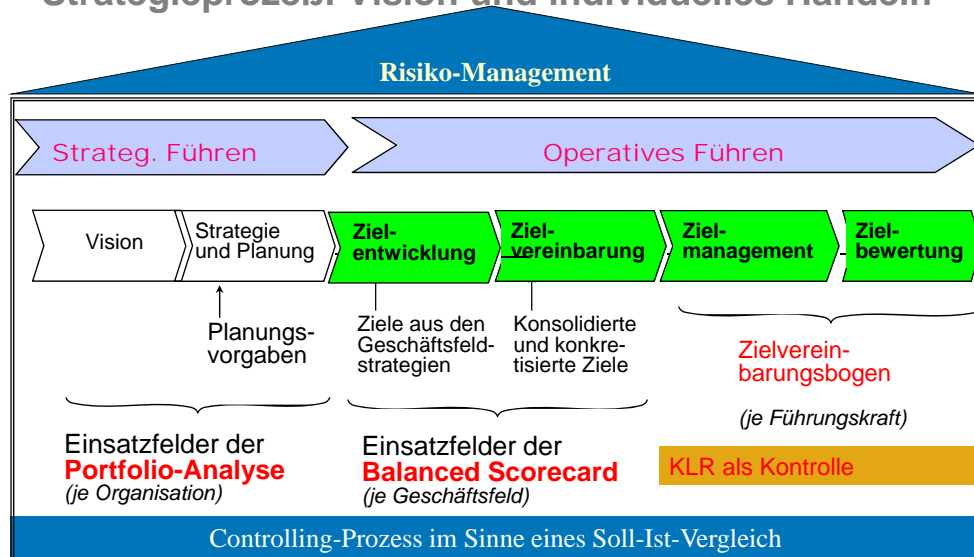 Strategieprozeß: Vision und individuelles Handeln
Risiko-Management
Strateg. Führen
Operatives Führen
Vision
Strategie
und Planung
Ziel-
entwicklung
Ziel-
vereinbarung
Ziel-
management
Ziel-
bewertung
Planungs-
vorgaben
Ziele aus den
Geschäftsfeld-
strategien
Konsolidierte
und konkre-
tisierte Ziele
Zielverein-
barungsbogen
(je Führungskraft)
Einsatzfelder der
Portfolio-Analyse
(je Organisation)
Einsatzfelder der
Balanced Scorecard
(je Geschäftsfeld)
KLR als Kontrolle
Controlling-Prozess im Sinne eines Soll-Ist-Vergleich